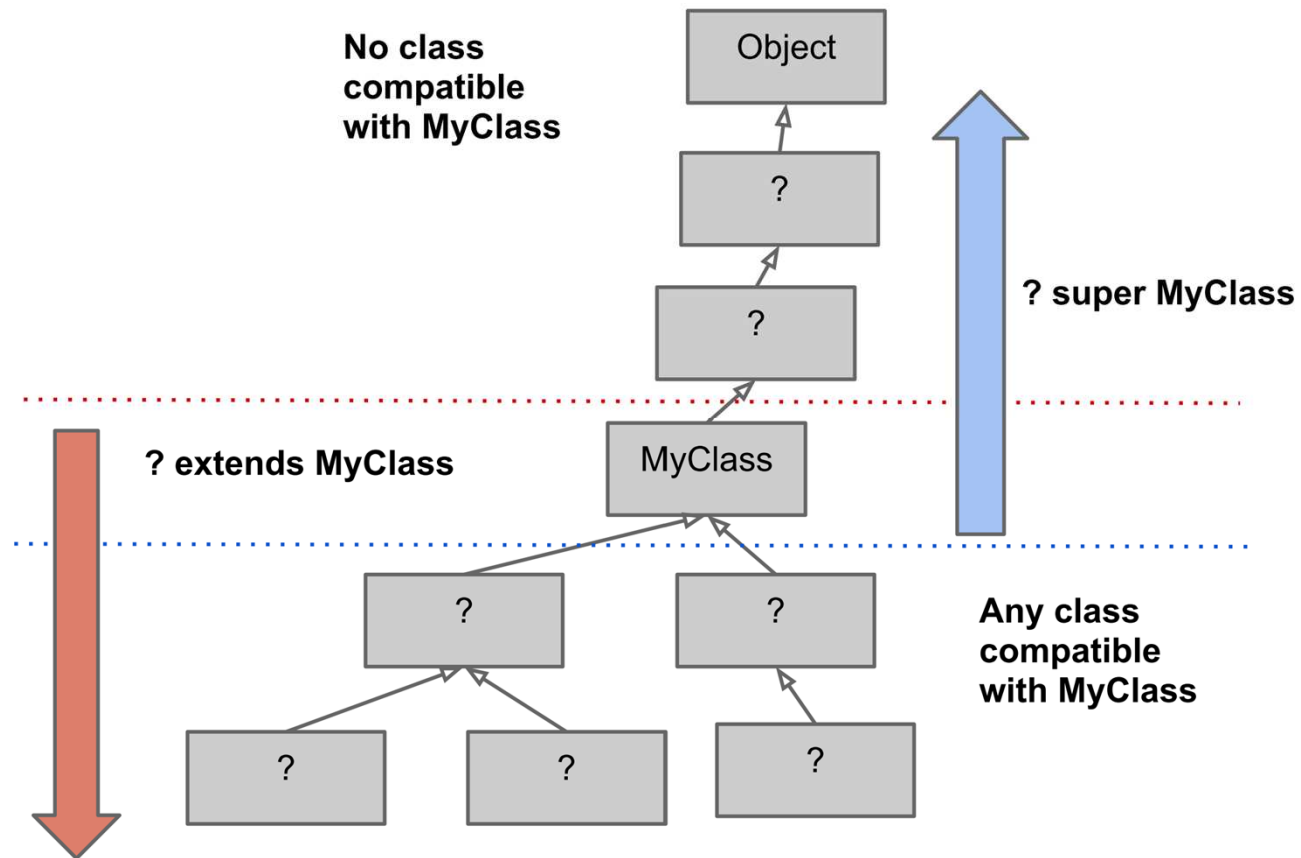 No class
compatible
with MyClass
Object
?
? super MyClass
?
? extends MyClass
MyClass
?
?
Any class
compatible
with MyClass
?
?
?